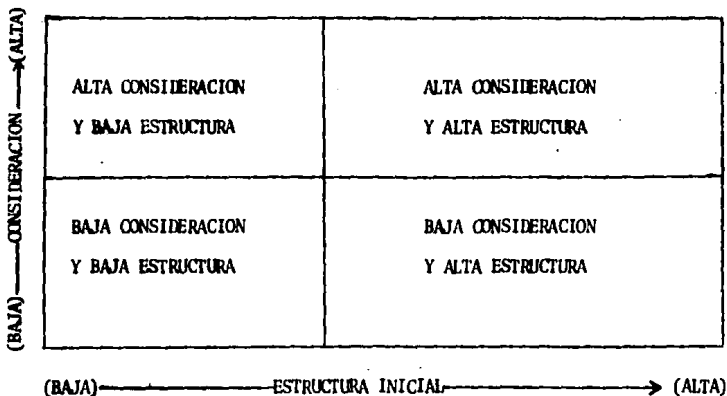 (BAJA) CONSIDERACION (ALTA)
ALTA CONSIDERACION
Y BAJA ESTRUCTURA
ALTA CONSIDERACION
Y ALTA ESTRUCTURA
BAJA CONSIDERACION
Y BAJA ESTRUCTURA
BAJA CONSIDERACION
Y ALTA ESTRUCTURA
(BAJA) ESTRUCTURA INICIAL (ALTA)